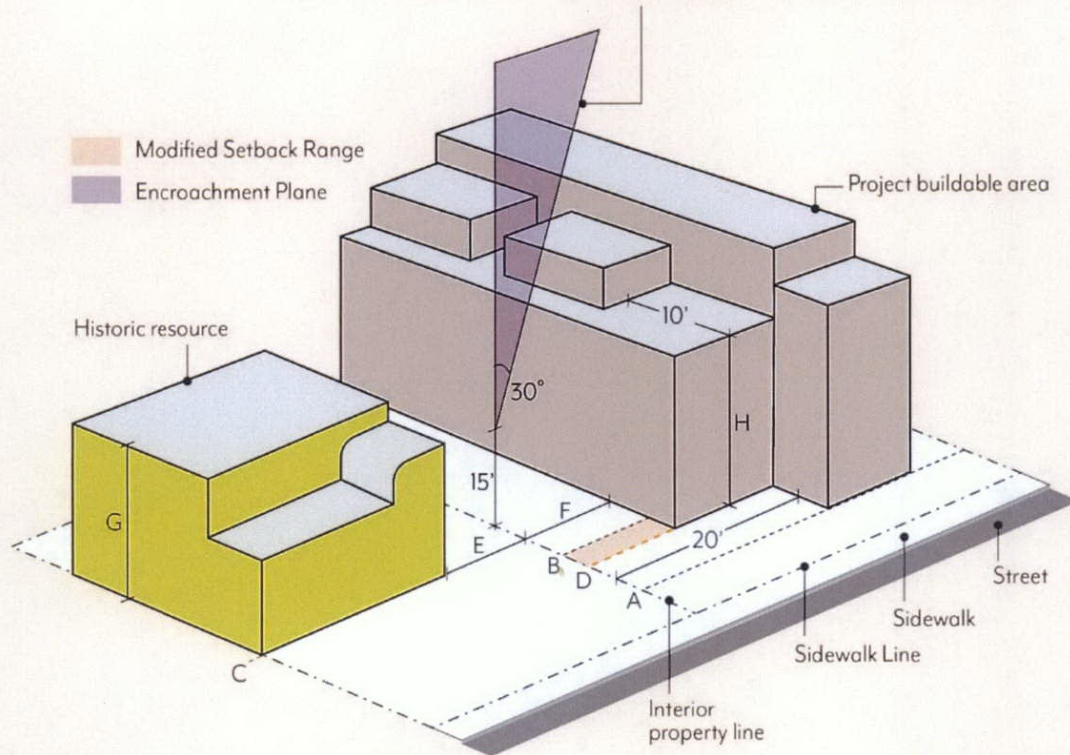 Modified Setback Range
Encroachment Plane
Project buildable area
Historic resource
10'
30°
H
15'
G
F
E
20'
B
D
A
C
Street
Sidewalk
Sidewalk Line
Interior
property line